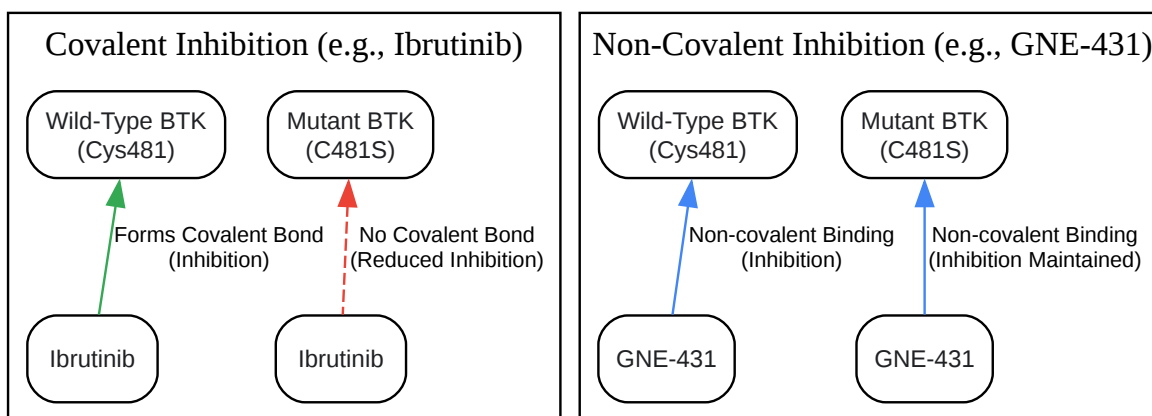 Covalent Inhibition (e.g., Ibrutinib)
Wild-Type BTK
(Cys481)
Mutant BTK
(C481S)
Forms Covalent Bond
(Inhibition)
No Covalent Bond
(Reduced Inhibition)
Ibrutinib
Ibrutinib
Non-Covalent Inhibition (e.g., GNE-431)
Wild-Type BTK
(Cys481)
Mutant BTK
(C481S)
Non-covalent Binding
(Inhibition)
Non-covalent Binding
(Inhibition Maintained)
GNE-431
GNE-431